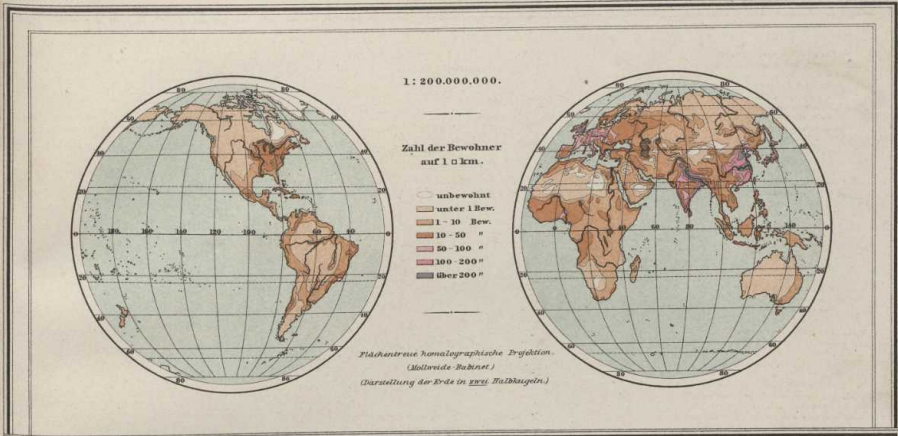 1:200.000.000.
Zahl der Bewohner
auf 1 □ km.
unbewohnt
unter 1 Bew.
1-10 Bew.
10-50 "
50-100 "
100-200 "
über 200 "
Flächentreue homalographische Projektion.
(Mollweide-Babinet)
(Darstellung der Erde in zwei Halbkugeln.)